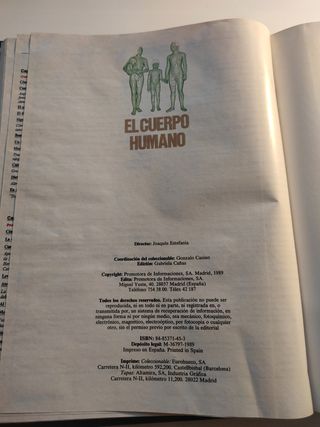 EL CUERPO
HUMANO
Director: Joaquín Estefanía
Coordinación del coleccionable: Gonzalo Casino
Edición: Gabriela Cañas
Copyright: Promotora de Informaciones, SA. Madrid, 1989
Edita: Promotora de Informaciones, SA.
Miguel Yuste, 40. 28037 Madrid (España)
Teléfono 754 38 00. Télex 42 187
Todos los derechos reservados. Esta publicación no puede ser
reproducida, ni en todo ni en parte, ni registrada en, o
transmitida por, un sistema de recuperación de información, en
ninguna forma ni por ningún medio, sea mecánico, fotoquímico,
electrónico, magnético, electroóptico, por fotocopia o cualquier
otro, sin el permiso previo por escrito de la editorial
ISBN: 84-85371-45-3
Depósito legal: M-36797-1989
Impreso en España. Printed in Spain
Imprime: Coleccionable: Eurohueco, SA.
Carretera N-II, kilómetro 592,200. Castellbisbal (Barcelona)
Tapas: Altamira, SA, Industria Gráfica.
Carretera N-II, kilómetro 11,200. 28022 Madrid